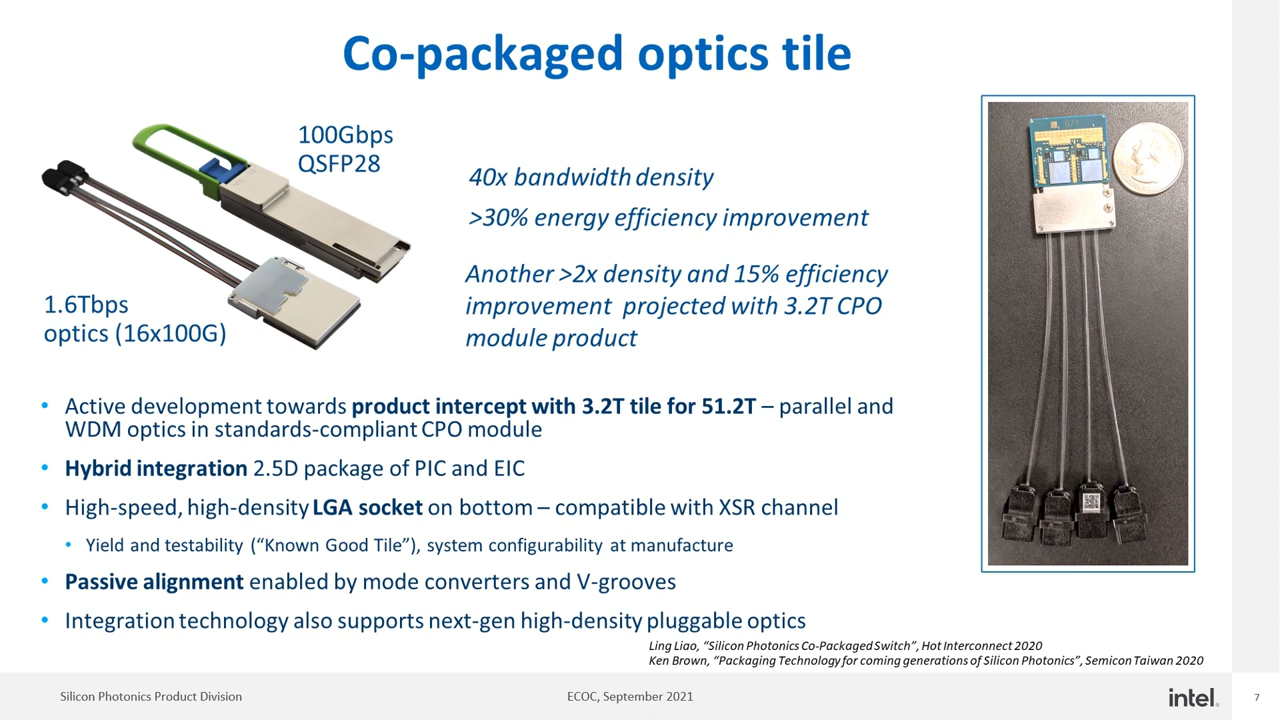 Co-packaged optics tile
100Gbps
QSFP28
40x bandwidth density
>30% energy efficiency improvement
Another >2x density and 15% efficiency
improvement projected with 3.2T CPO
module product
1.6Tbps
optics (16x100G)
• Active development towards product intercept with 3.2T tile for 51.2T – parallel and
WDM optics in standards-compliant CPO module
• Hybrid integration 2.5D package of PIC and EIC
• High-speed, high-density LGA socket on bottom – compatible with XSR channel
• Yield and testability (“Known Good Tile”), system configurability at manufacture
• Passive alignment enabled by mode converters and V-grooves
• Integration technology also supports next-gen high-density pluggable optics
Ling Liao, “Silicon Photonics Co-Packaged Switch”, Hot Interconnect 2020
Ken Brown, “Packaging Technology for coming generations of Silicon Photonics”, Semicon Taiwan 2020
Silicon Photonics Product Division
ECOC, September 2021
intel.
7